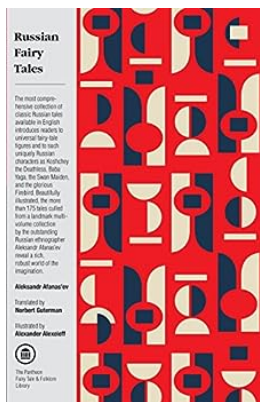 Russian
Fairy
Tales
The most compre-
hensive collection of
classic Russian tales
available in English
introduces readers to
universal fairy-tale
figures and to such
uniquely Russian
characters as Koshchey
the Deathless, Baba
Yaga, the Swan Maiden,
and the glorious
Firebird. Beautifully
illustrated, the more
than 175 tales culled
from a landmark multi-
volume collection
by the outstanding
Russian ethnographer
Aleksandr Afanas'ev
reveal a rich,
robust world of the
imagination.
Aleksandr Afanas'ev
Translated by
Norbert Guterman
Illustrated by
Alexander Alexeieff
The Pantheon
Fairy Tale & Folklore
Library